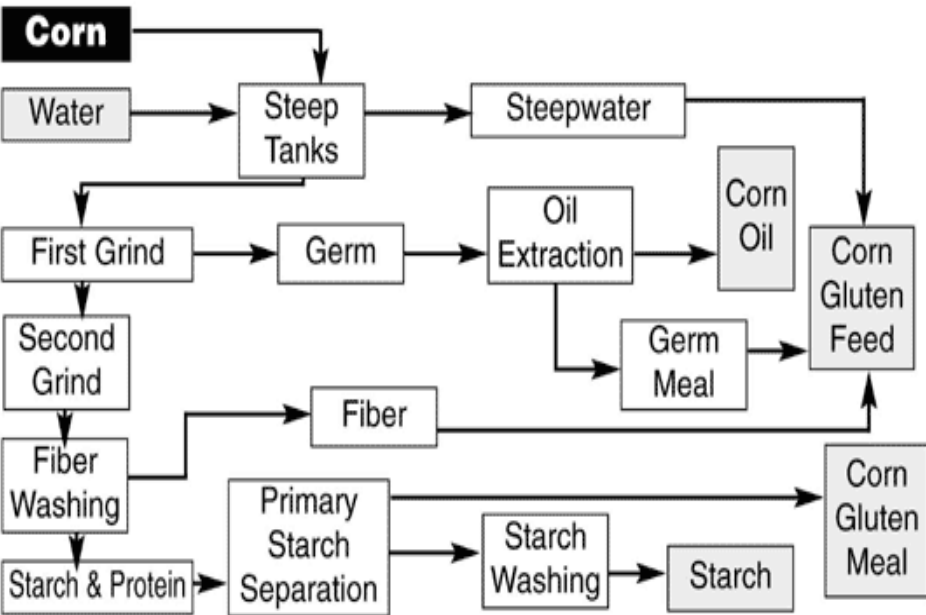 Corn
Water
Steep
Tanks
Steepwater
First Grind
Germ
Oil
Extraction
Corn
Oil
Corn
Gluten
Feed
Second
Grind
Germ
Meal
Fiber
Fiber
Washing
Primary
Starch
Separation
Corn
Gluten
Meal
Starch & Protein
Starch
Washing
Starch